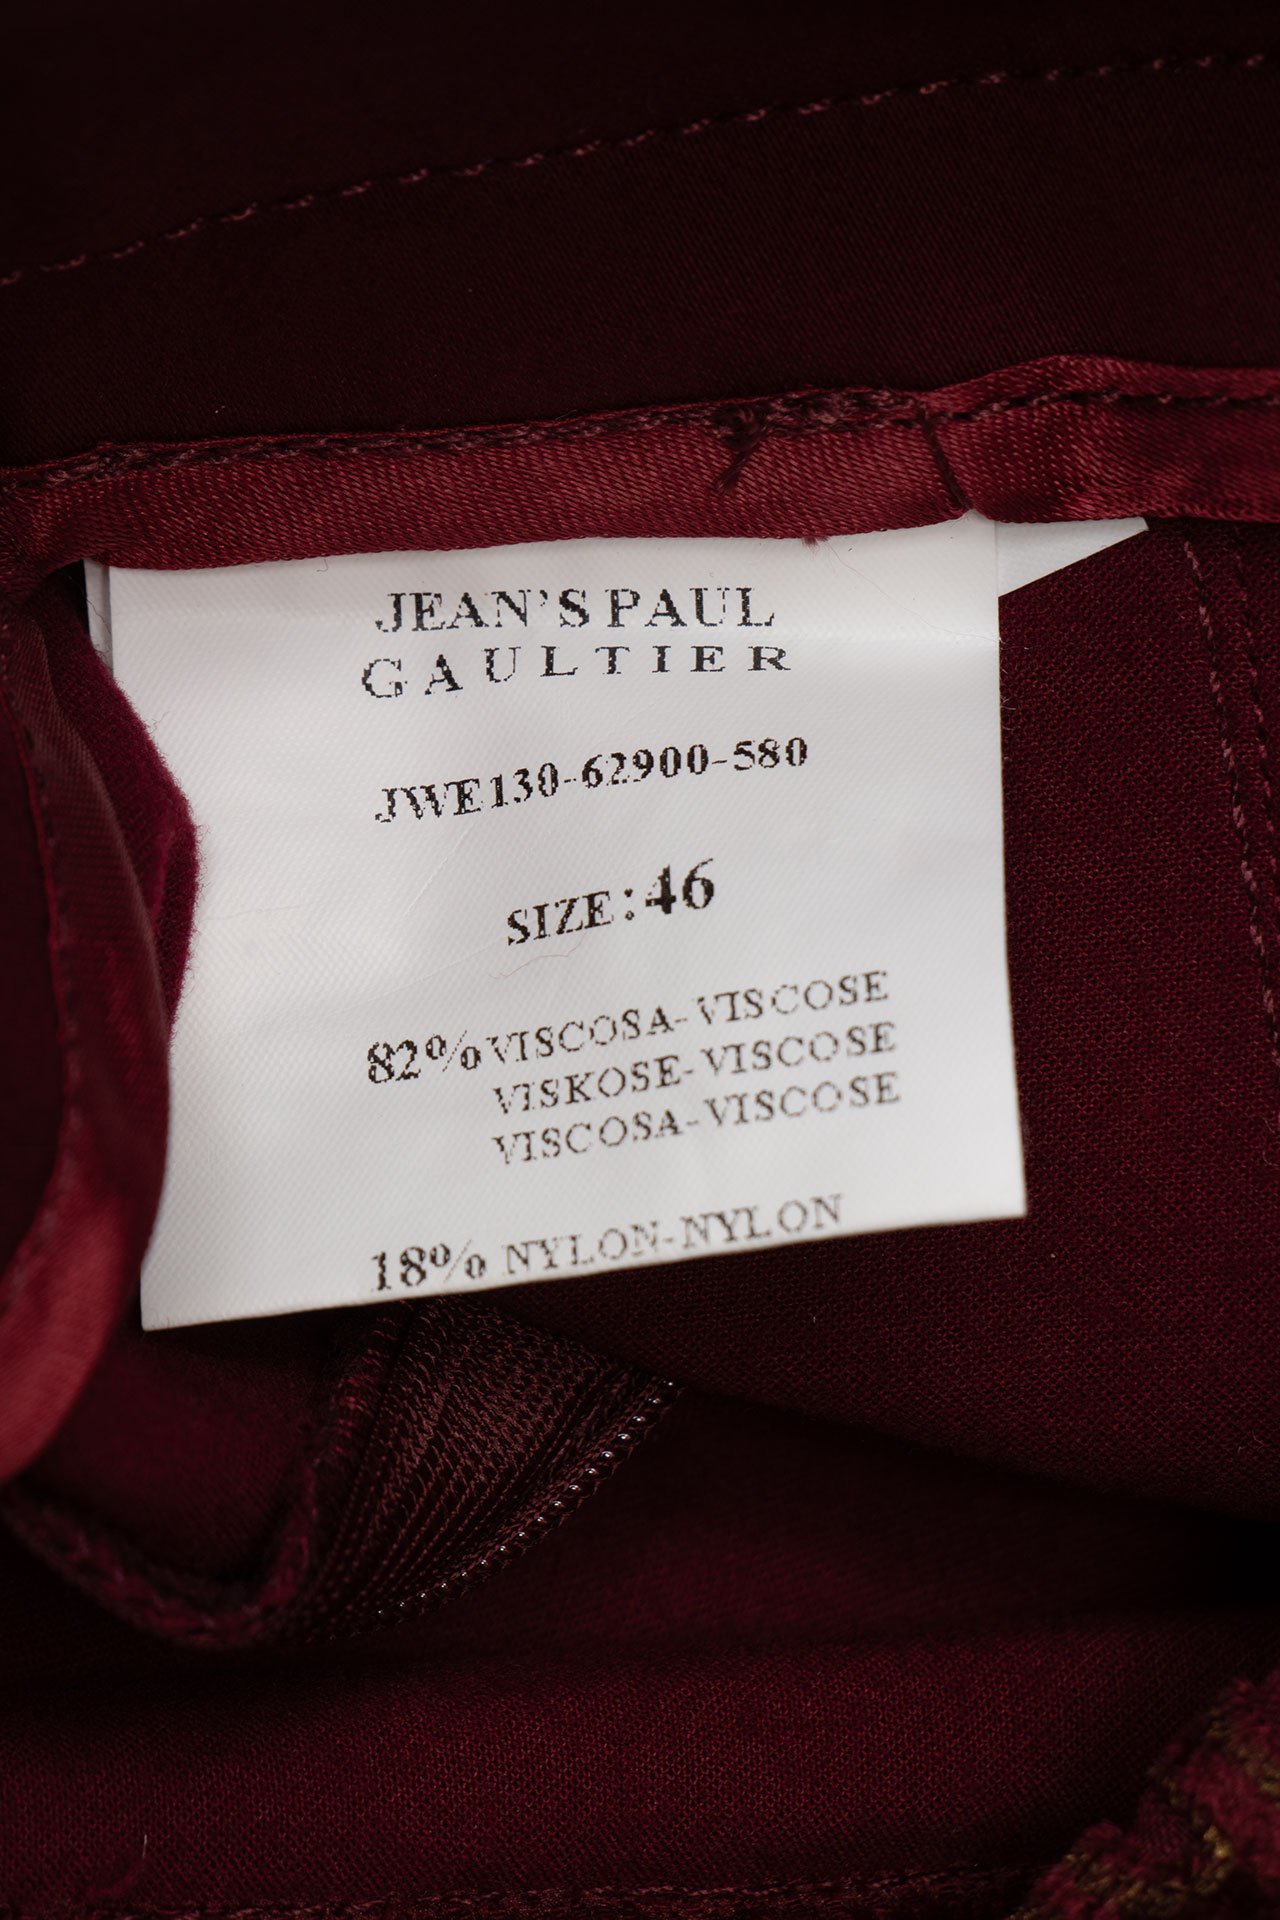 JEAN'S PAUL
GAULTIER
JWE130-62900-580
SIZE:46
82% VISCOSA-VISCOSE
VISKOSE-VISCOSE
VISCOSA-VISCOSE
18% NYLON-NYLON